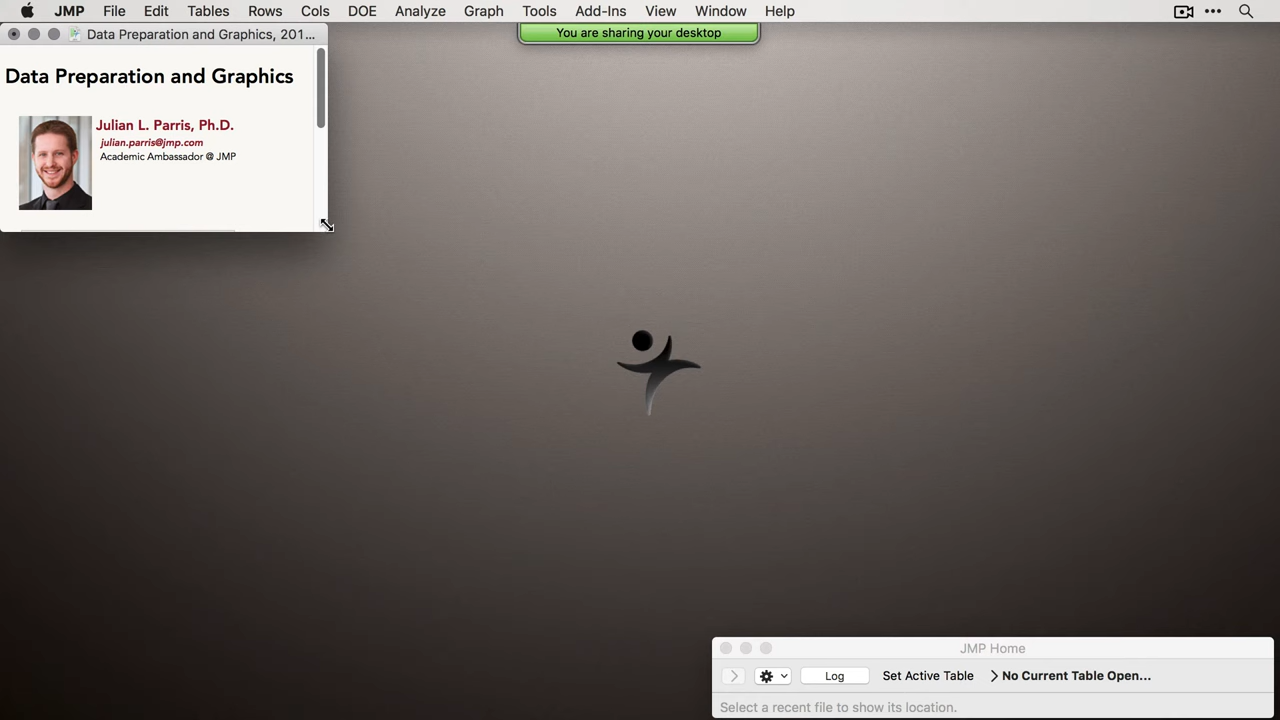 JMP File Edit Tables Rows Cols DOE Analyze Graph Tools Add-Ins View Window Help
You are sharing your desktop
Data Preparation and Graphics, 201...
Data Preparation and Graphics
Julian L. Parris, Ph.D.
julian.parris@jmp.com
Academic Ambassador @ JMP
JMP Home
Log Set Active Table No Current Table Open...
Select a recent file to show its location.